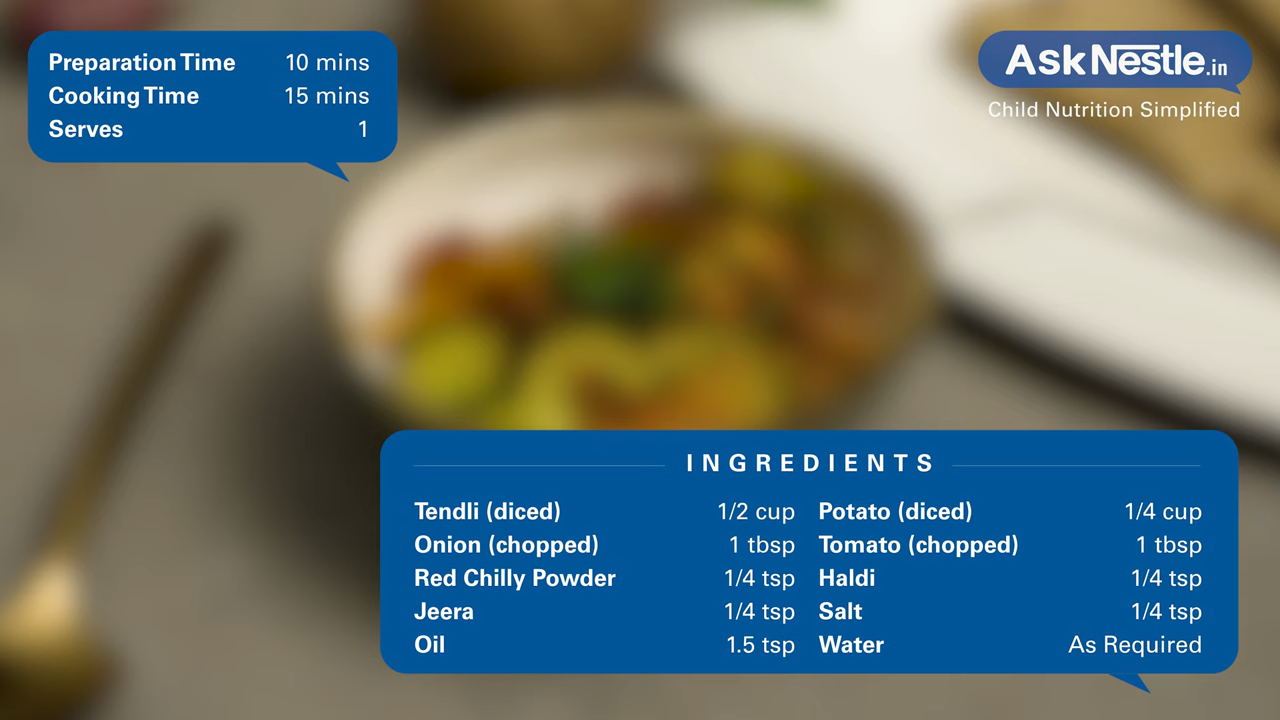 Preparation Time 10 mins
Cooking Time 15 mins
Serves 1
AskNestle.in
Child Nutrition Simplified
INGREDIENTS
Tendli (diced) 1/2 cup Potato (diced) 1/4 cup
Onion (chopped) 1 tbsp Tomato (chopped) 1 tbsp
Red Chilly Powder 1/4 tsp Haldi 1/4 tsp
Jeera 1/4 tsp Salt 1/4 tsp
Oil 1.5 tsp Water As Required